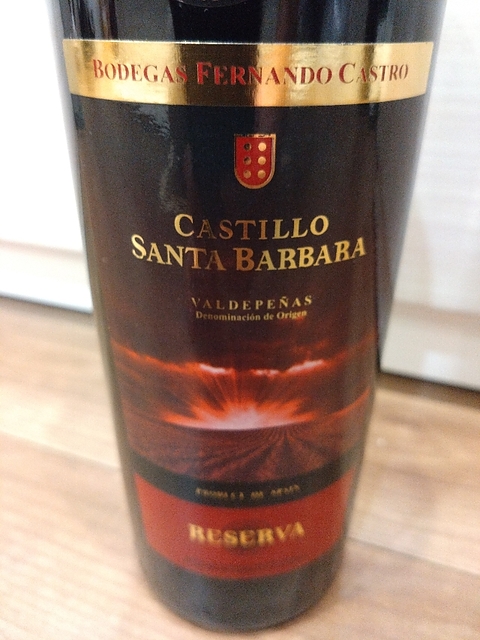 BODEGAS FERNANDO CASTRO
CASTILLO
SANTA BARBARA
VALDEPEÑAS
Denominación de Origen
RESERVA